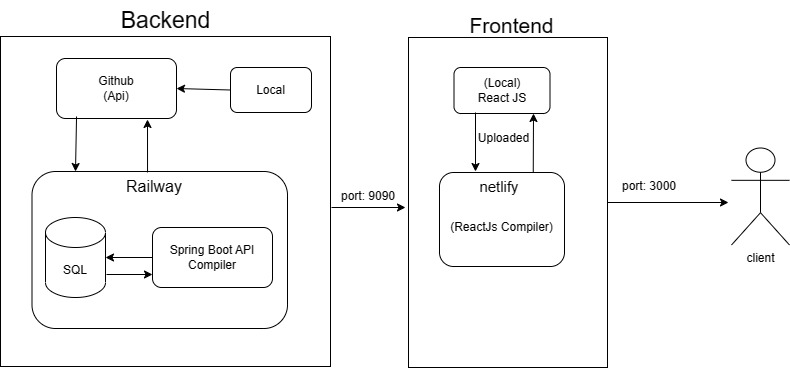 Backend
Frontend
Github
(Api)
Local
(Local)
React JS
Uploaded
Railway
netlify
port: 9090
port: 3000
(ReactJs Compiler)
SQL
Spring Boot API
Compiler
client